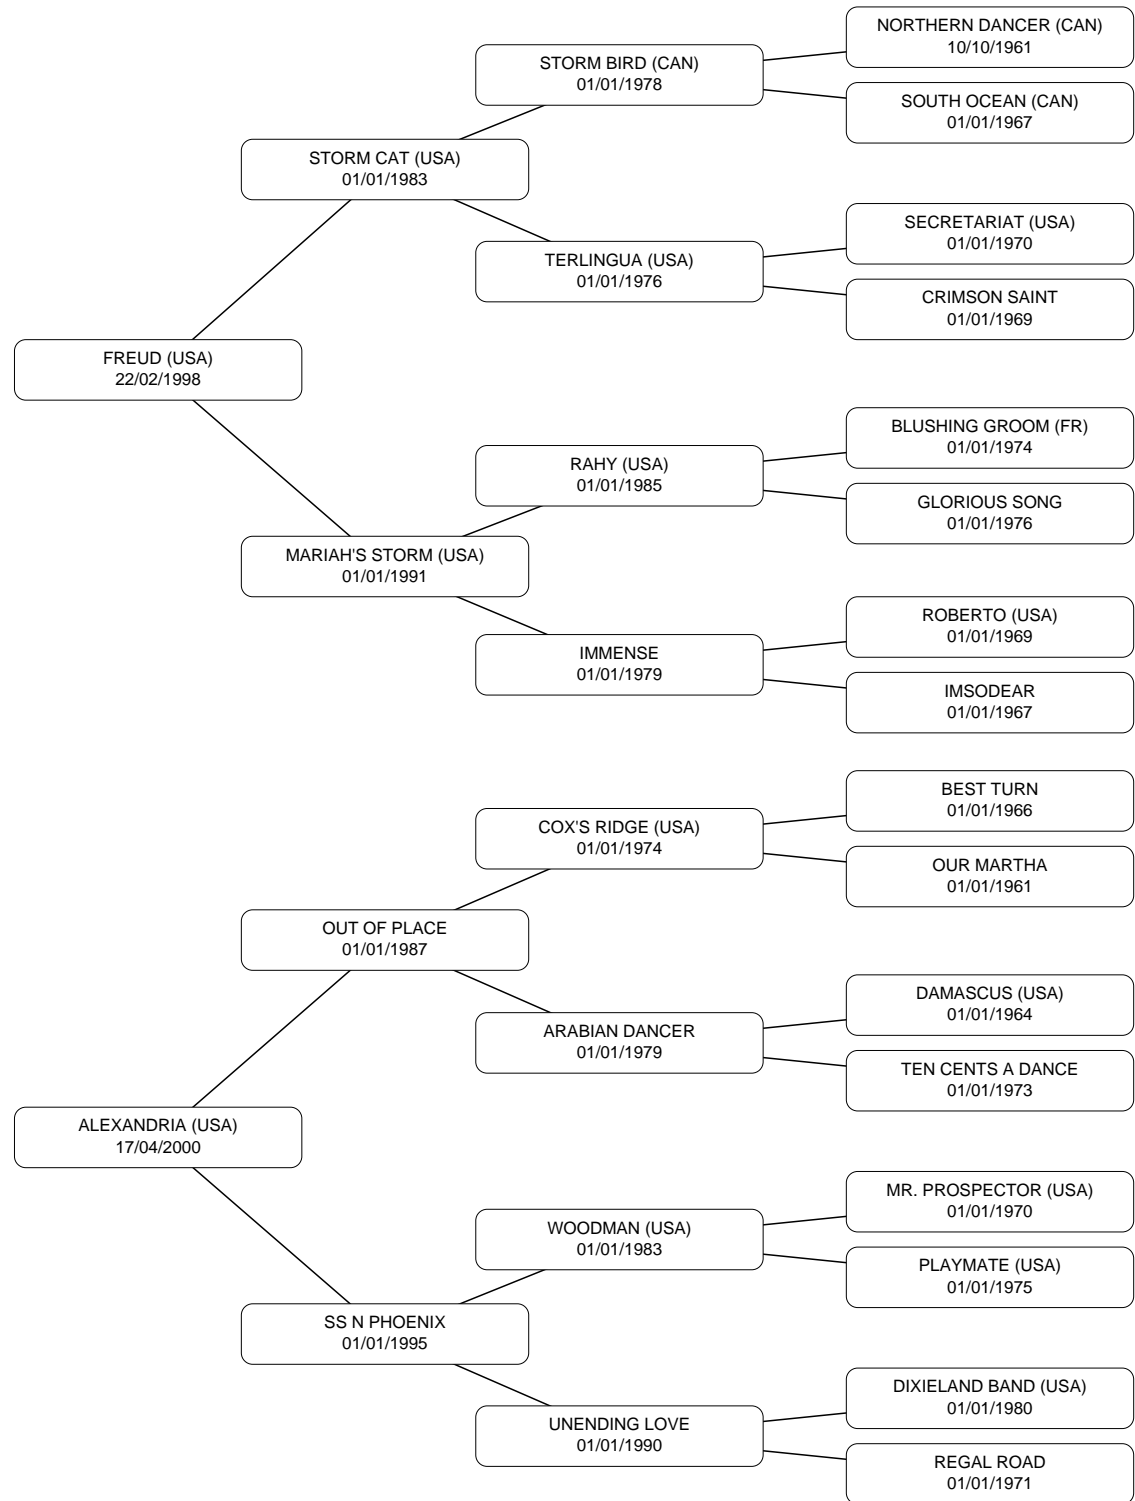 NORTHERN DANCER (CAN)
10/10/1961
STORM BIRD (CAN)
01/01/1978
SOUTH OCEAN (CAN)
01/01/1967
STORM CAT (USA)
01/01/1983
SECRETARIAT (USA)
01/01/1970
TERLINGUA (USA)
01/01/1976
CRIMSON SAINT
01/01/1969
FREUD (USA)
22/02/1998
BLUSHING GROOM (FR)
01/01/1974
RAHY (USA)
01/01/1985
GLORIOUS SONG
01/01/1976
MARIAH'S STORM (USA)
01/01/1991
ROBERTO (USA)
01/01/1969
IMMENSE
01/01/1979
IMSODEAR
01/01/1967
BEST TURN
01/01/1966
COX'S RIDGE (USA)
01/01/1974
OUR MARTHA
01/01/1961
OUT OF PLACE
01/01/1987
DAMASCUS (USA)
01/01/1964
ARABIAN DANCER
01/01/1979
TEN CENTS A DANCE
01/01/1973
ALEXANDRIA (USA)
17/04/2000
MR. PROSPECTOR (USA)
01/01/1970
WOODMAN (USA)
01/01/1983
PLAYMATE (USA)
01/01/1975
SS N PHOENIX
01/01/1995
DIXIELAND BAND (USA)
01/01/1980
UNENDING LOVE
01/01/1990
REGAL ROAD
01/01/1971